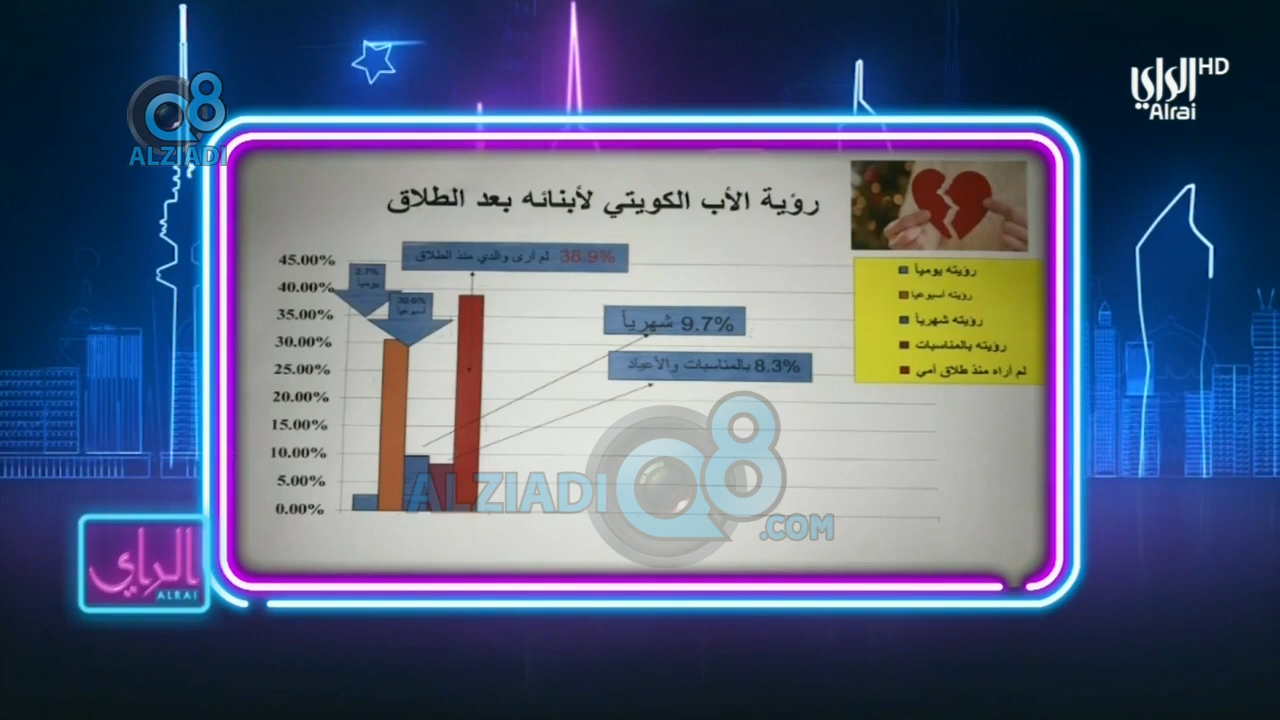 الراي HD
Alrai
Q8
ALZIADI
رؤية الأب الكويتي لأبنائه بعد الطلاق
45.00%
40.00%
35.00%
30.00%
25.00%
20.00%
15.00%
10.00%
5.00%
0.00%
2.7%
يومياً
30.6%
أسبوعيا
38.9% لم أرى والدي منذ الطلاق
9.7% شهرياً
8.3% بالمناسبات والأعياد
رؤيته يومياً
رؤيته أسبوعيا
رؤيته شهرياً
رؤيته بالمناسبات
لم أراه منذ طلاق أمي
ALZIADI Q8
.COM
الراي
ALRAI